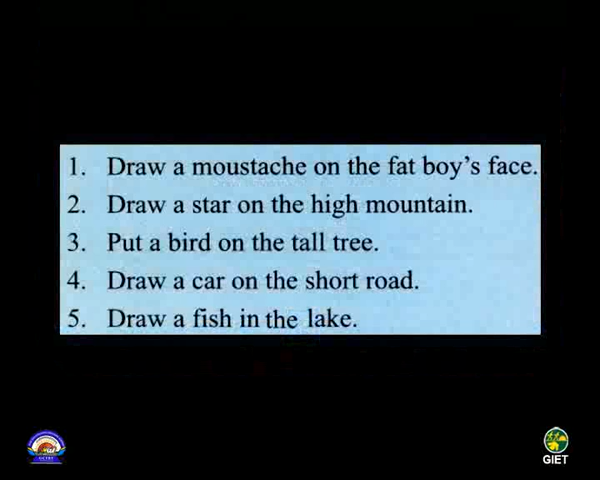 1. Draw a moustache on the fat boy's face.
2. Draw a star on the high mountain.
3. Put a bird on the tall tree.
4. Draw a car on the short road.
5. Draw a fish in the lake.
GIET